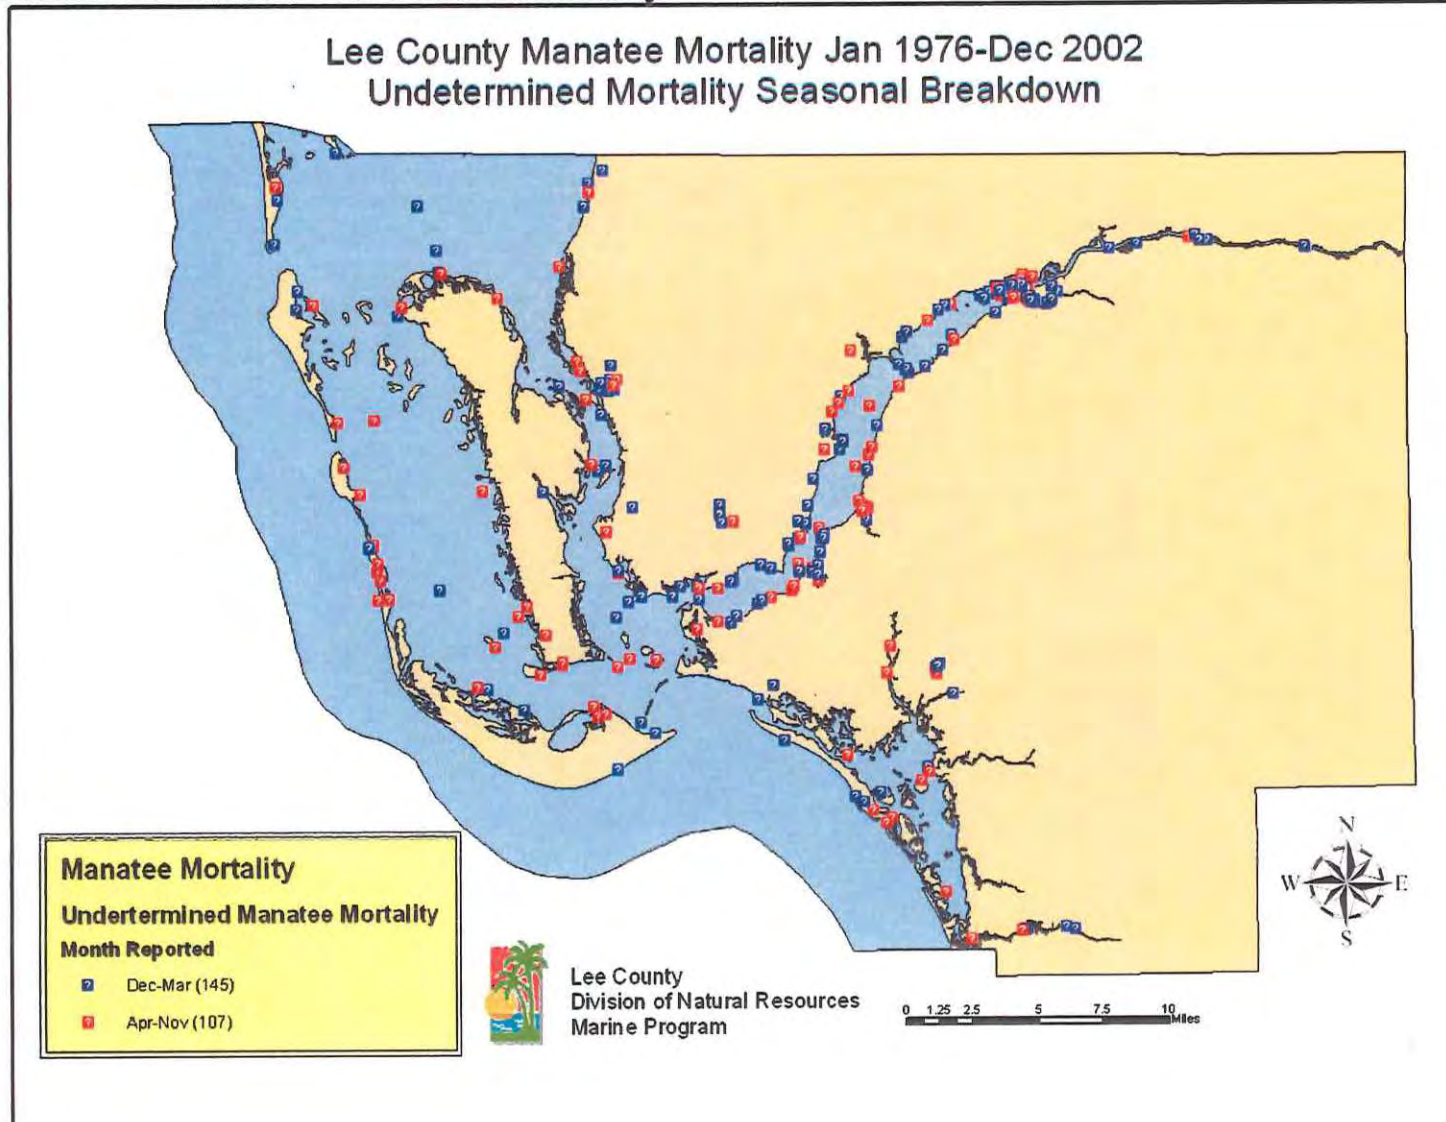 Lee County Manatee Mortality Jan 1976-Dec 2002
Undetermined Mortality Seasonal Breakdown
Manatee Mortality
Undertermined Manatee Mortality
Month Reported
? Dec-Mar (145)
? Apr-Nov (107)
Lee County
Division of Natural Resources
Marine Program
0 1.25 2.5 5 7.5 10
Miles
N
W E
S